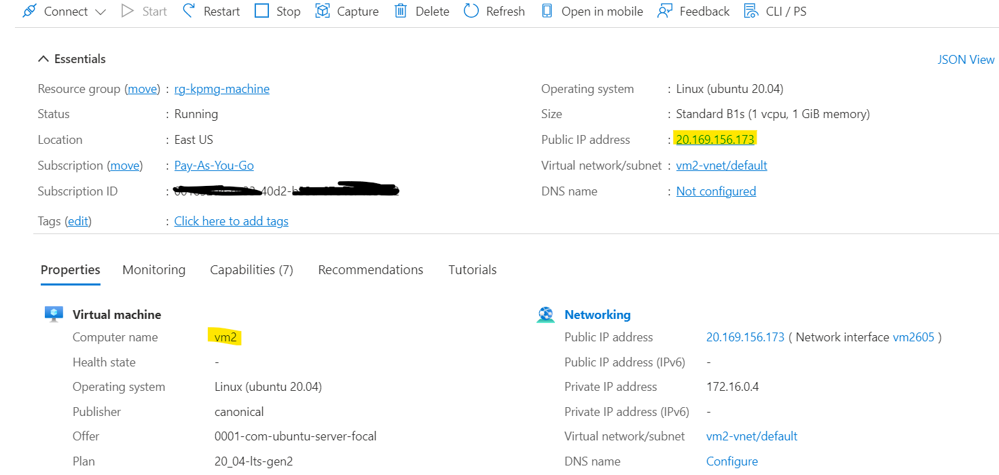 Connect Start Restart Stop Capture Delete Refresh Open in mobile Feedback CLI / PS
Essentials
JSON View
Resource group (move) : rg-kpmg-machine
Operating system : Linux (ubuntu 20.04)
Status : Running
Size : Standard B1s (1 vcpu, 1 GiB memory)
Location : East US
Public IP address : 20.169.156.173
Subscription (move) : Pay-As-You-Go
Virtual network/subnet : vm2-vnet/default
Subscription ID : 40d2-
DNS name : Not configured
Tags (edit) : Click here to add tags
Properties Monitoring Capabilities (7) Recommendations Tutorials
Virtual machine
Networking
Computer name vm2
Public IP address 20.169.156.173 ( Network interface vm2605 )
Health state -
Public IP address (IPv6) -
Operating system Linux (ubuntu 20.04)
Private IP address 172.16.0.4
Publisher canonical
Private IP address (IPv6) -
Offer 0001-com-ubuntu-server-focal
Virtual network/subnet vm2-vnet/default
Plan 20_04-lts-gen2
DNS name Configure